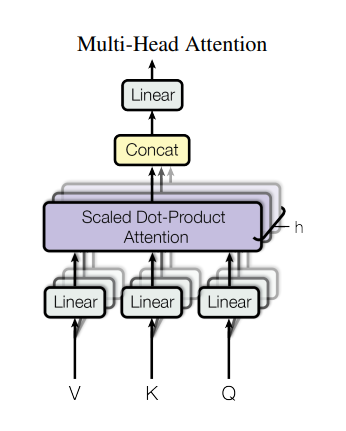 Multi-Head Attention
Linear
Concat
Scaled Dot-Product
Attention
h
Linear Linear Linear
V K Q